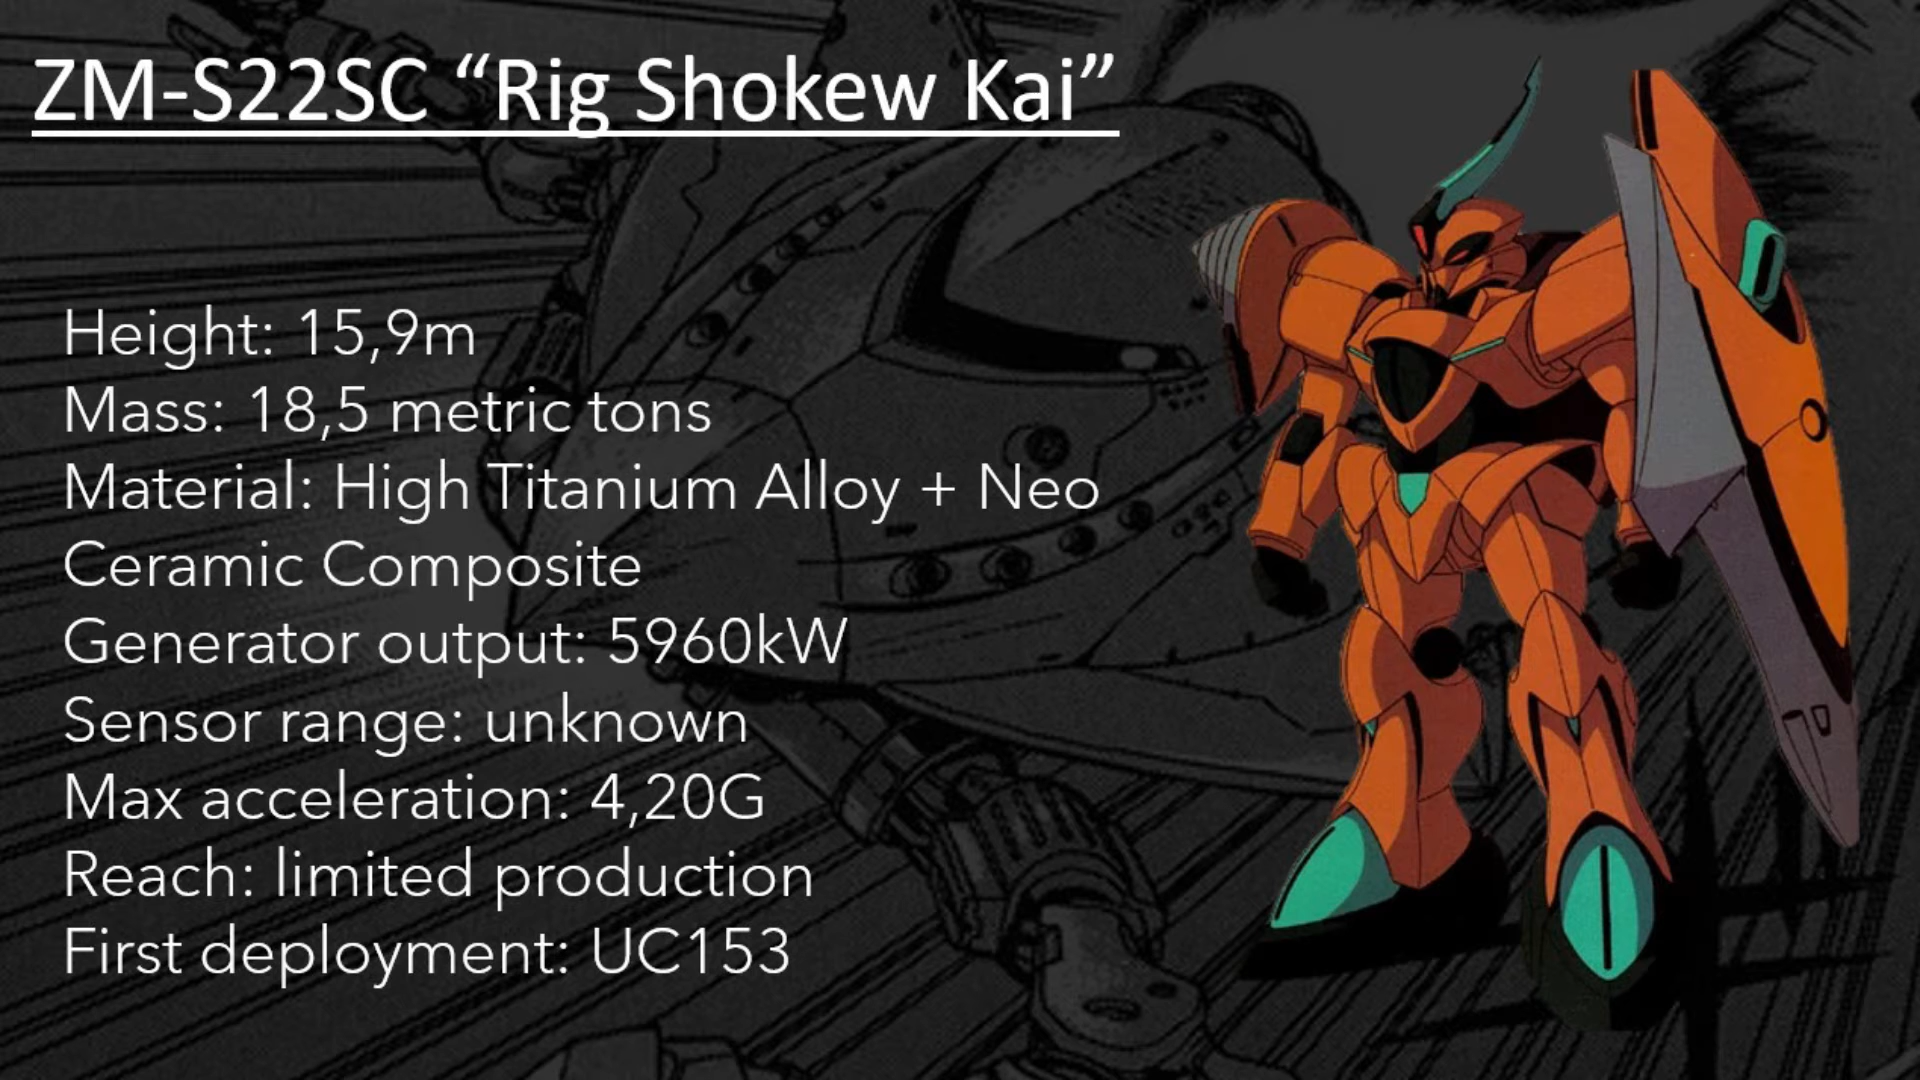 ZM-S22SC “Rig Shokew Kai”
Height: 15,9m
Mass: 18,5 metric tons
Material: High Titanium Alloy + Neo
Ceramic Composite
Generator output: 5960kW
Sensor range: unknown
Max acceleration: 4,20G
Reach: limited production
First deployment: UC153